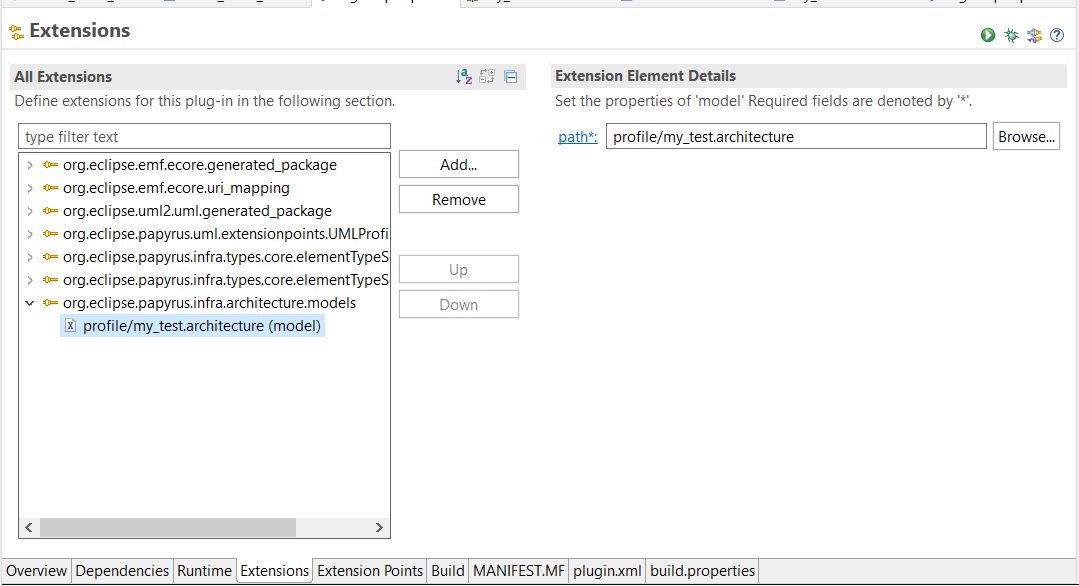 Extensions
All Extensions
Define extensions for this plug-in in the following section.
type filter text
org.eclipse.emf.ecore.generated_package
org.eclipse.emf.ecore.uri_mapping
org.eclipse.uml2.uml.generated_package
org.eclipse.papyrus.uml.extensionpoints.UMLProfi
org.eclipse.papyrus.infra.types.core.elementTypeS
org.eclipse.papyrus.infra.types.core.elementTypeS
org.eclipse.papyrus.infra.architecture.models
profile/my_test.architecture (model)
Add...
Remove
Up
Down
Extension Element Details
Set the properties of 'model' Required fields are denoted by '*'.
path*: profile/my_test.architecture Browse...
Overview Dependencies Runtime Extensions Extension Points Build MANIFEST.MF plugin.xml build.properties